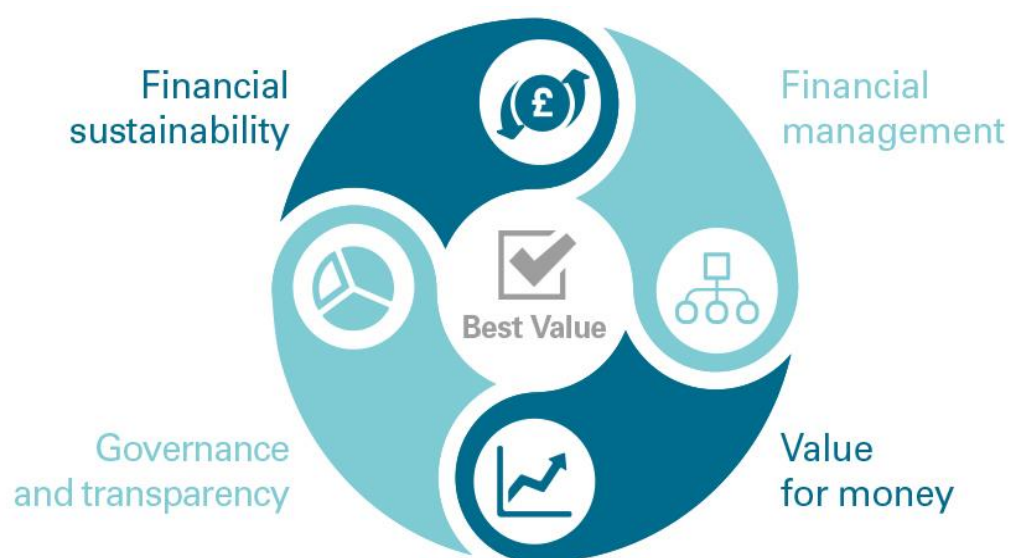 Financial
sustainability
£
Financial
management
Best Value
Governance
and transparency
Value
for money